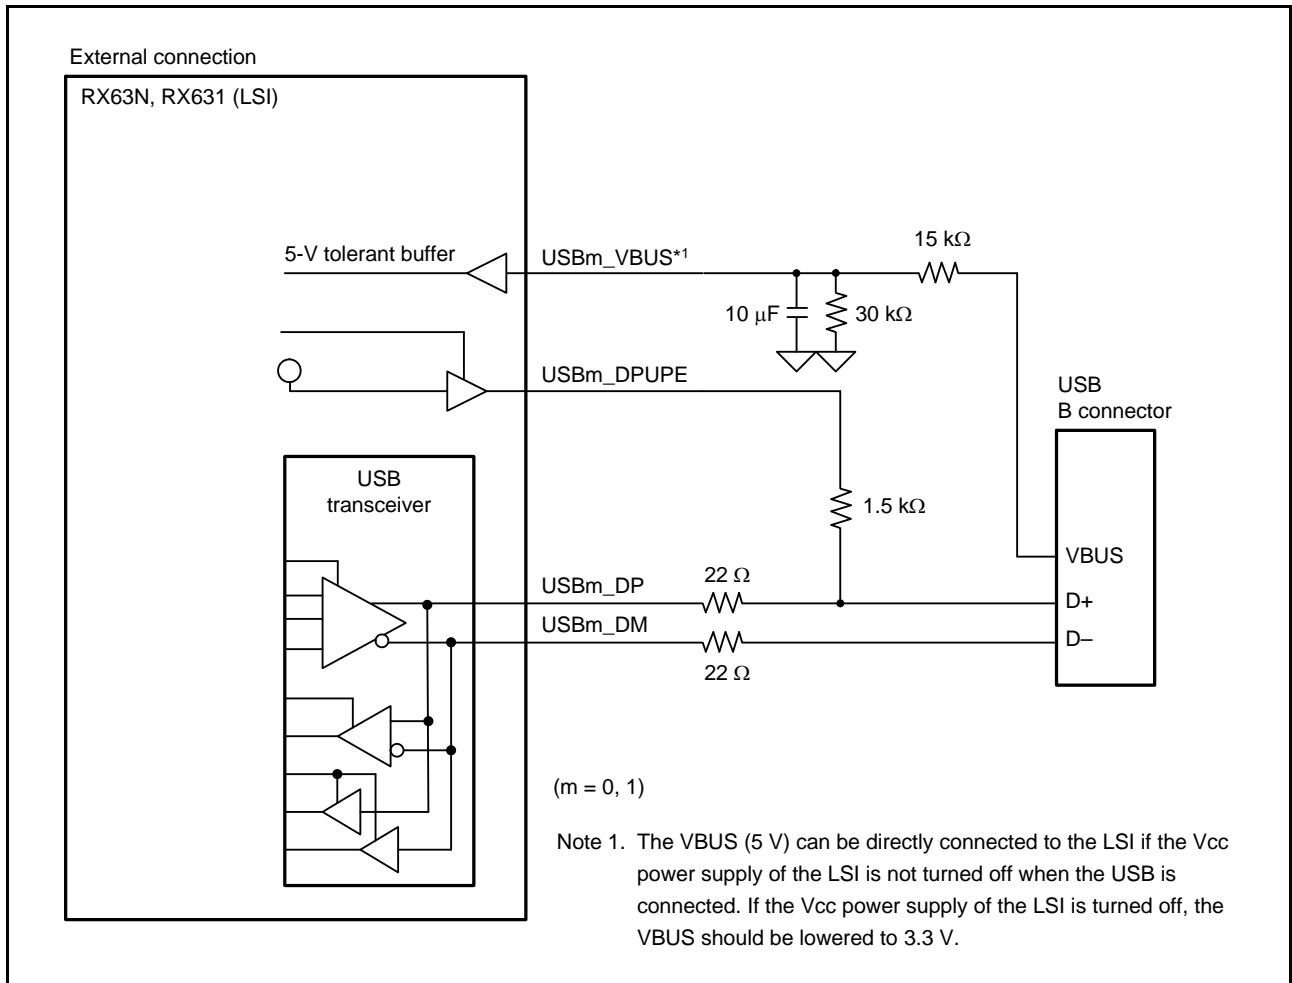 External connection
RX63N, RX631 (LSI)
15 kΩ
5-V tolerant buffer
USBm_VBUS*1
10 μF
30 kΩ
USBm_DPUPE
USB
B connector
USB
transceiver
1.5 kΩ
VBUS
USBm_DP
22 Ω
D+
USBm_DM
D–
22 Ω
(m = 0, 1)
Note 1. The VBUS (5 V) can be directly connected to the LSI if the Vcc
power supply of the LSI is not turned off when the USB is
connected. If the Vcc power supply of the LSI is turned off, the
VBUS should be lowered to 3.3 V.